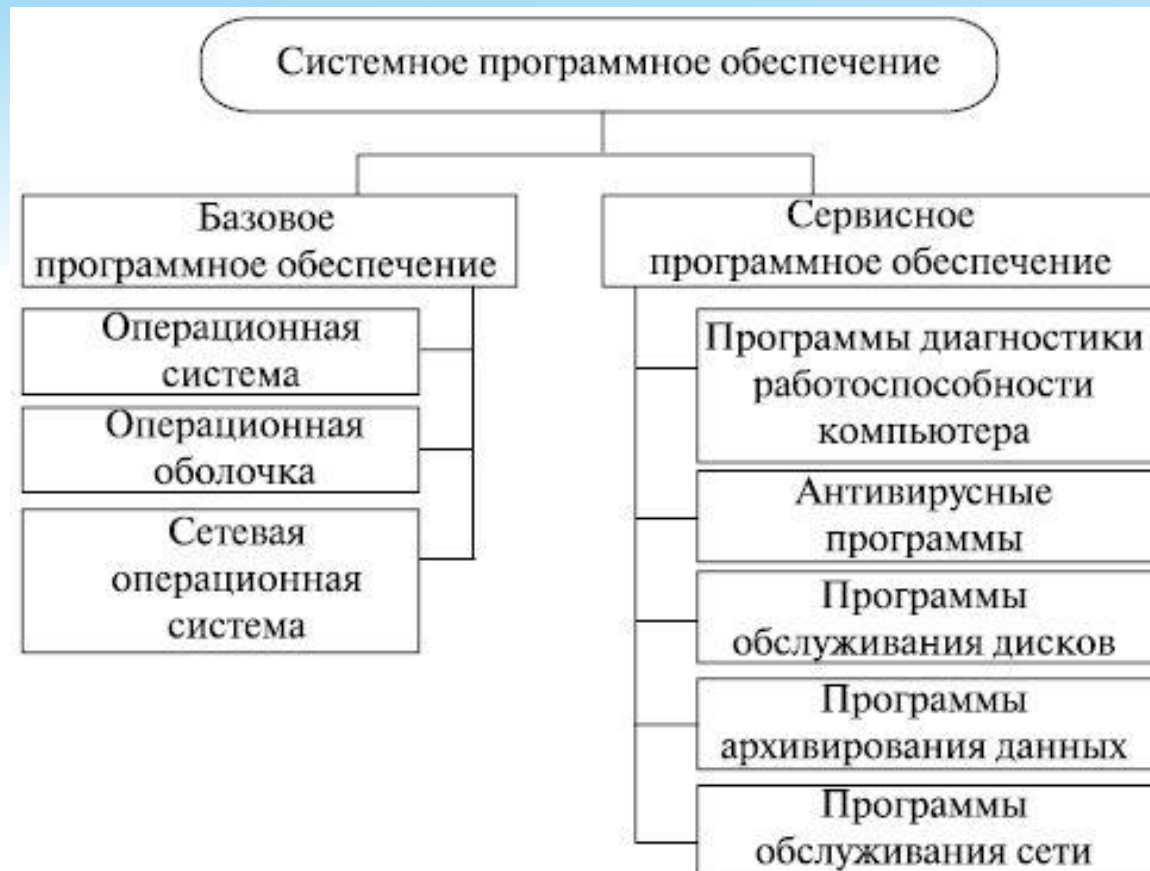 Системное программное обеспечение
Базовое
программное обеспечение
Операционная
система
Операционная
оболочка
Сетевая
операционная
система
Сервисное
программное обеспечение
Программы диагностики
работоспособности
компьютера
Антивирусные
программы
Программы
обслуживания дисков
Программы
архивирования данных
Программы
обслуживания сети